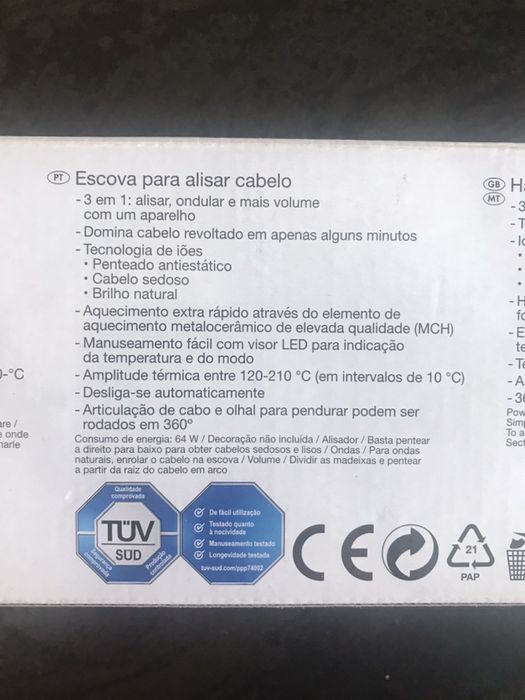 PT Escova para alisar cabelo
- 3 em 1: alisar, ondular e mais volume
com um aparelho
- Domina cabelo revoltado em apenas alguns minutos
- Tecnologia de iões
• Penteado antiestático
• Cabelo sedoso
• Brilho natural
- Aquecimento extra rápido através do elemento de
aquecimento metalocerâmico de elevada qualidade (MCH)
- Manuseamento fácil com visor LED para indicação
da temperatura e do modo
- Amplitude térmica entre 120-210 °C (em intervalos de 10 °C)
- Desliga-se automaticamente
- Articulação de cabo e olhal para pendurar podem ser
rodados em 360º
Consumo de energia: 64 W / Decoração não incluída / Alisador / Basta pentear
a direito para baixo para obter cabelos sedosos e lisos / Ondas / Para ondas
naturais, enrolar o cabelo na escova / Volume / Dividir as madeixas e pentear
a partir da raiz do cabelo em arco
Qualidade
comprovada
TÜV
SUD
Segurança
comprovada
Produção
controlada
De fácil utilização
Testado quanto
à nocividade
Manuseamento testado
Longevidade testada
tuv-sud.com/ppp74002
CE
21
PAP
GB
MT